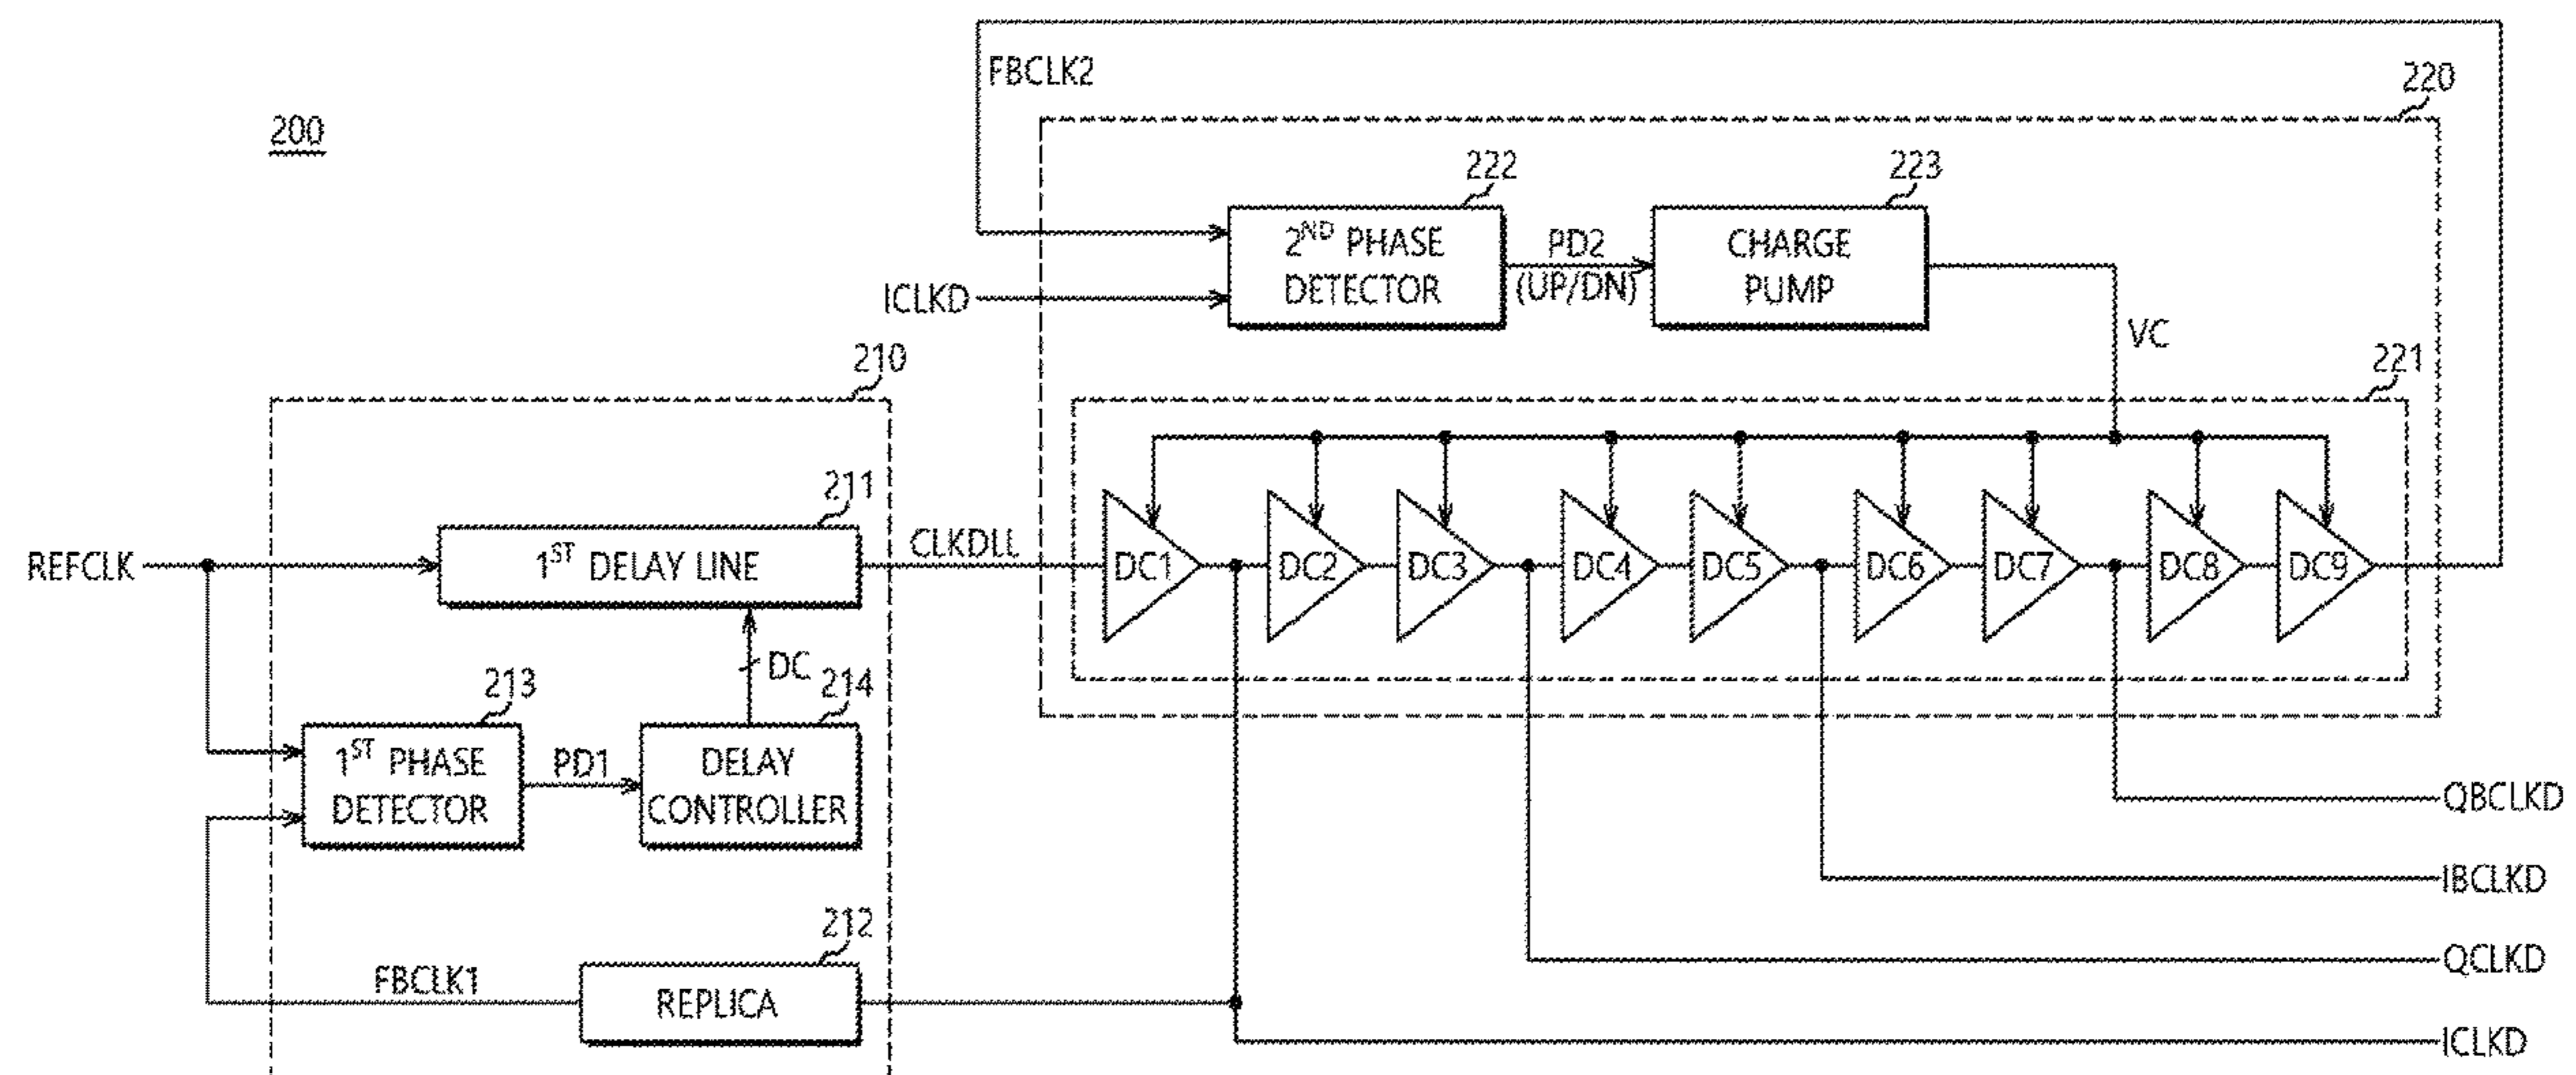 FBCLK2
220
200
222
223
2ND PHASE
DETECTOR
PD2
(UP/DN)
CHARGE
PUMP
ICLKD
VC
210
221
211
REFCLK
1ST DELAY LINE
CLKDLL
DC1
DC2
DC3
DC4
DC5
DC6
DC7
DC8
DC9
DC
213
214
1ST PHASE
DETECTOR
PD1
DELAY
CONTROLLER
QBCLKD
IBCLKD
212
FBCLK1
REPLICA
QCLKD
ICLKD